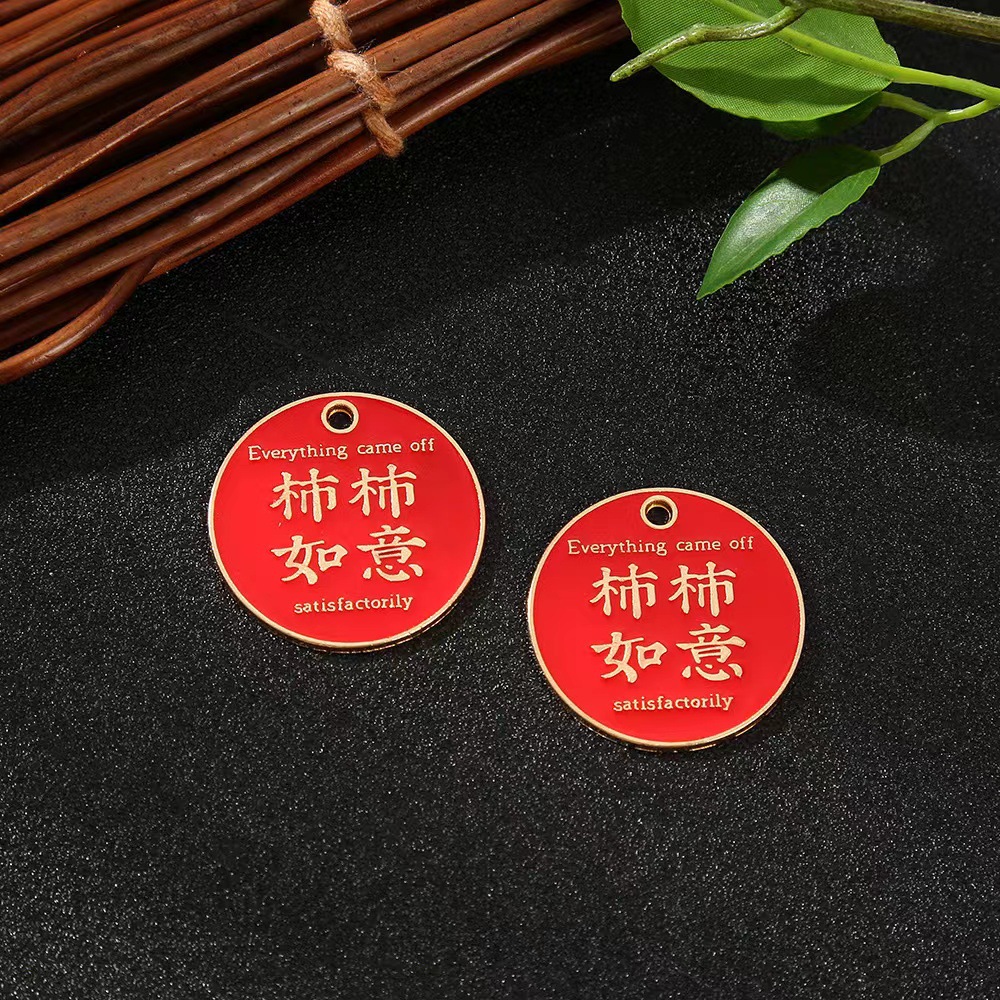 Everything came off
柿柿
如意
satisfactorily
Everything came off
柿柿
如意
satisfactorily